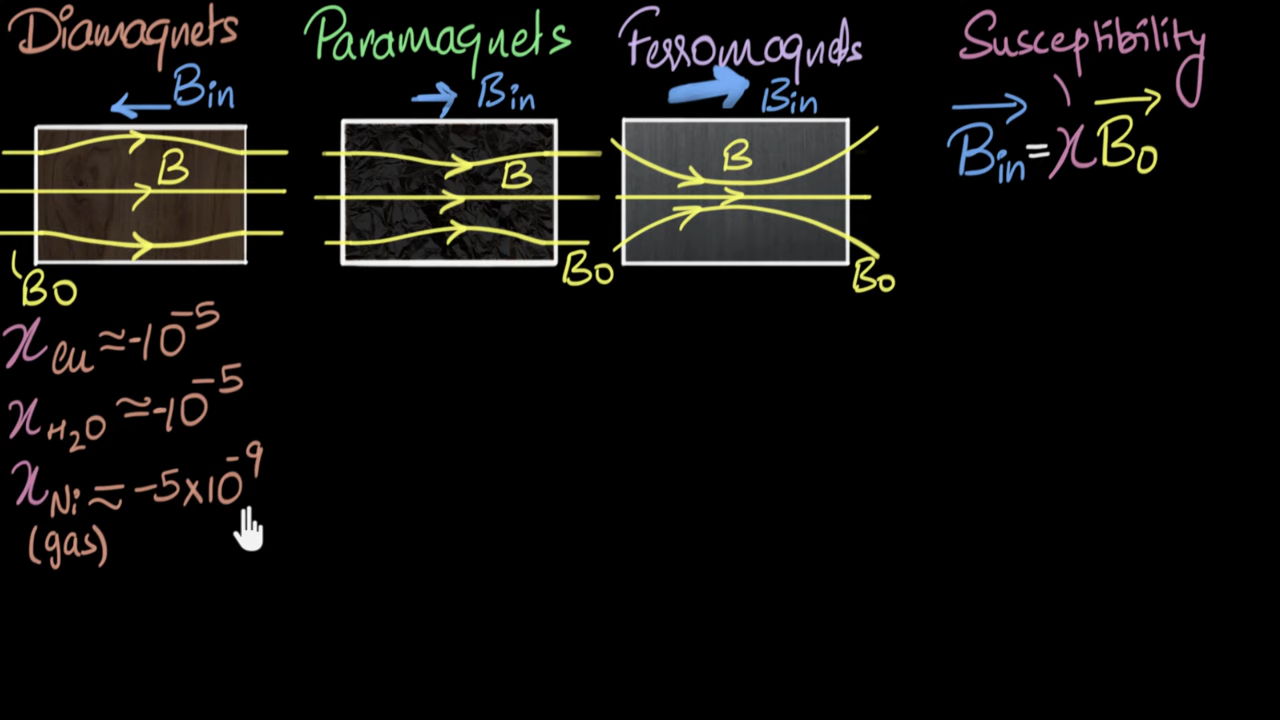 Diamagnets
Bin
B
B0
Paramagnets
Bin
B
B0
Ferromagnets
Bin
B
B0
Susceptibility
Bin = χB0
χCu ≈ -10⁻⁵
χH₂O ≈ -10⁻⁵
χNi ≈ -5×10⁻⁹
(gas)